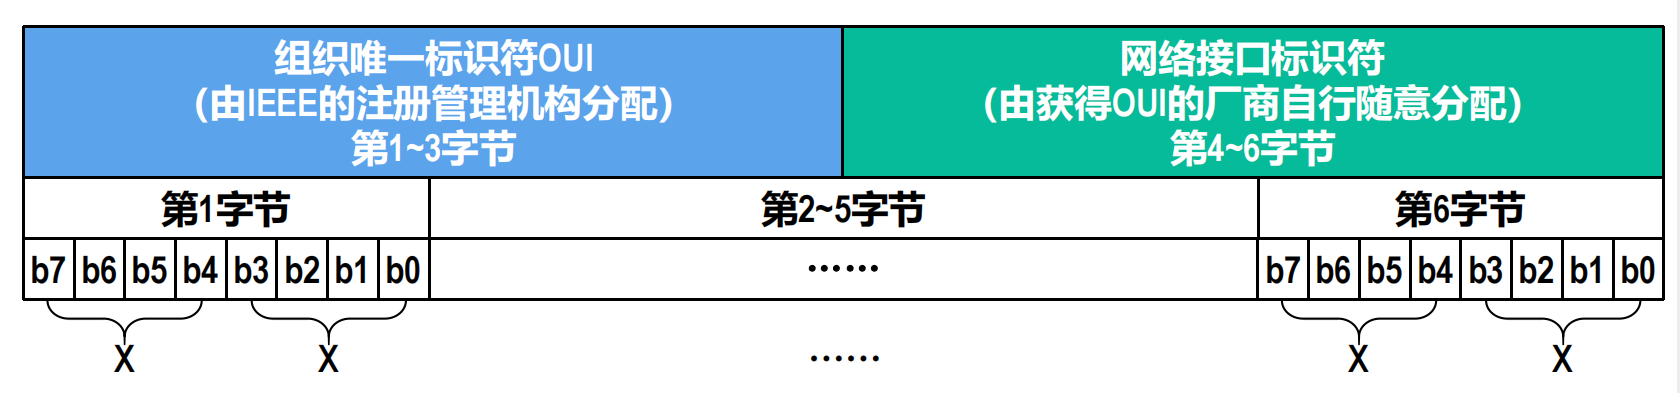 组织唯一标识符OUI
(由IEEE的注册管理机构分配)
第1~3字节
网络接口标识符
(由获得OUI的厂商自行随意分配)
第4~6字节
第1字节
第2~5字节
第6字节
b7 b6 b5 b4 b3 b2 b1 b0
……
b7 b6 b5 b4 b3 b2 b1 b0
X X
……
X X